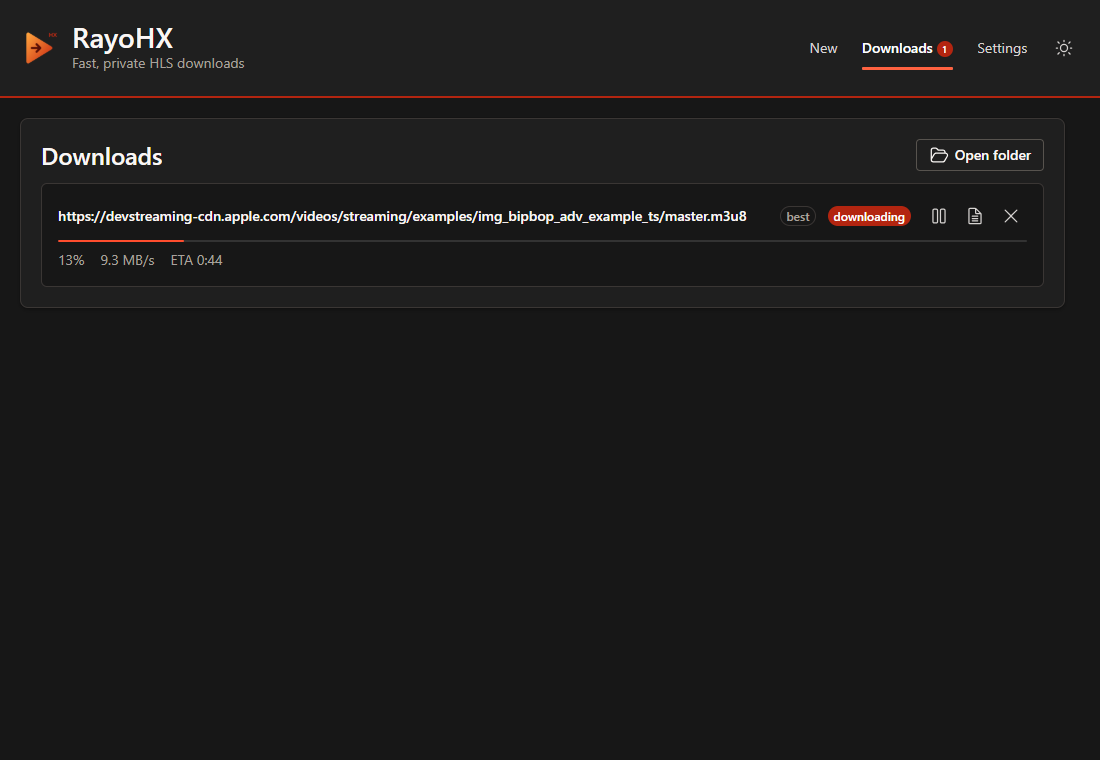 RayoHX
Fast, private HLS downloads
New
Downloads 1
Settings
Downloads
Open folder
https://devstreaming-cdn.apple.com/videos/streaming/examples/img_bipbop_adv_example_ts/master.m3u8
best
downloading
13% 9.3 MB/s ETA 0:44